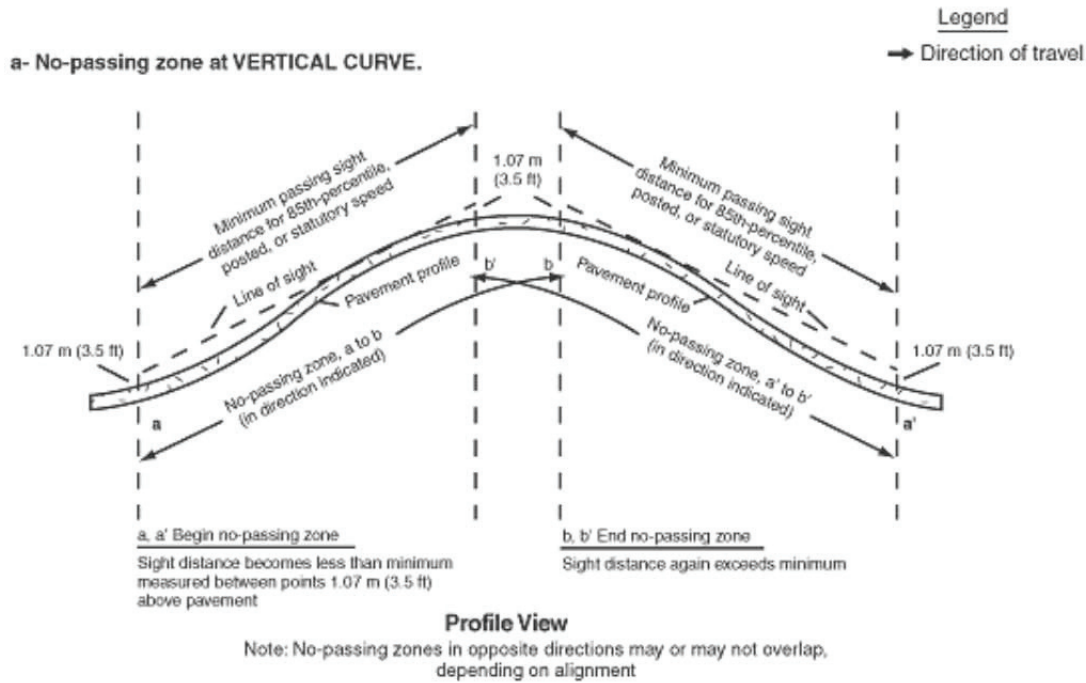 Legend
Direction of travel
a- No-passing zone at VERTICAL CURVE.
Minimum passing sight
distance for 85th-percentile,
posted, or statutory speed
1.07 m
(3.5 ft)
Minimum passing sight
distance for 85th-percentile,
posted, or statutory speed
Line of sight
Pavement profile
b'
b
Pavement profile
Line of sight
1.07 m (3.5 ft)
No-passing zone, a to b
(in direction indicated)
No-passing zone, a' to b'
(in direction indicated)
1.07 m (3.5 ft)
a
a'
a, a' Begin no-passing zone
Sight distance becomes less than minimum
measured between points 1.07 m (3.5 ft)
above pavement
b, b' End no-passing zone
Sight distance again exceeds minimum
Profile View
Note: No-passing zones in opposite directions may or may not overlap,
depending on alignment